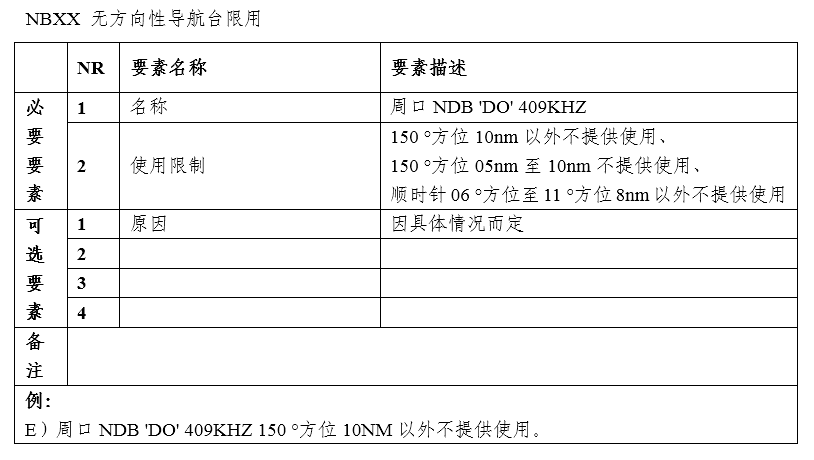 NBXX 无方向性导航台限用
NR 要素名称 要素描述
必要要素
1 名称 周口 NDB 'DO' 409KHZ
2 使用限制 150 °方位 10nm 以外不提供使用、
150 °方位 05nm 至 10nm 不提供使用、
顺时针 06 °方位至 11 °方位 8nm 以外不提供使用
可选要素
1 原因 因具体情况而定
2
3
4
备注
例：
E）周口 NDB 'DO' 409KHZ 150 °方位 10NM 以外不提供使用。